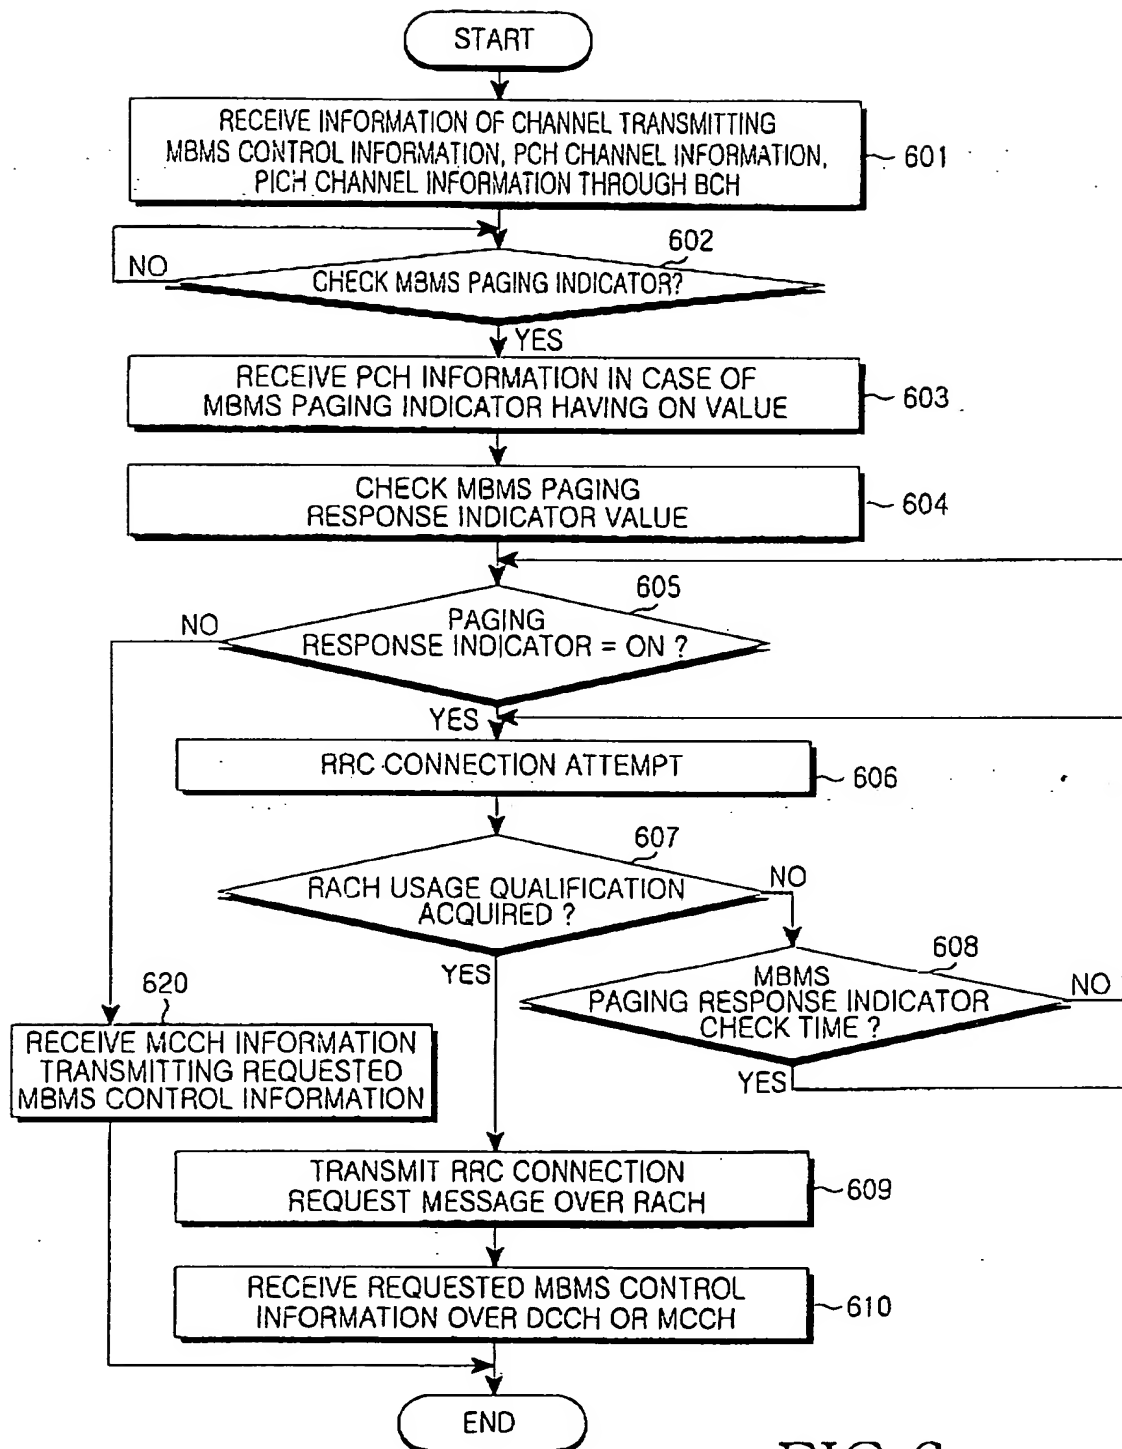 START
RECEIVE INFORMATION OF CHANNEL TRANSMITTING
MBMS CONTROL INFORMATION, PCH CHANNEL INFORMATION,
PICH CHANNEL INFORMATION THROUGH BCH
601
602
NO
CHECK MBMS PAGING INDICATOR?
YES
RECEIVE PCH INFORMATION IN CASE OF
MBMS PAGING INDICATOR HAVING ON VALUE
603
CHECK MBMS PAGING
RESPONSE INDICATOR VALUE
604
605
NO
PAGING
RESPONSE INDICATOR = ON ?
YES
RRC CONNECTION ATTEMPT
606
607
RACH USAGE QUALIFICATION
ACQUIRED ?
NO
YES
608
MBMS
PAGING RESPONSE INDICATOR
CHECK TIME ?
NO
YES
620
RECEIVE MCCH INFORMATION
TRANSMITTING REQUESTED
MBMS CONTROL INFORMATION
TRANSMIT RRC CONNECTION
REQUEST MESSAGE OVER RACH
609
RECEIVE REQUESTED MBMS CONTROL
INFORMATION OVER DCCH OR MCCH
610
END
FIG.6